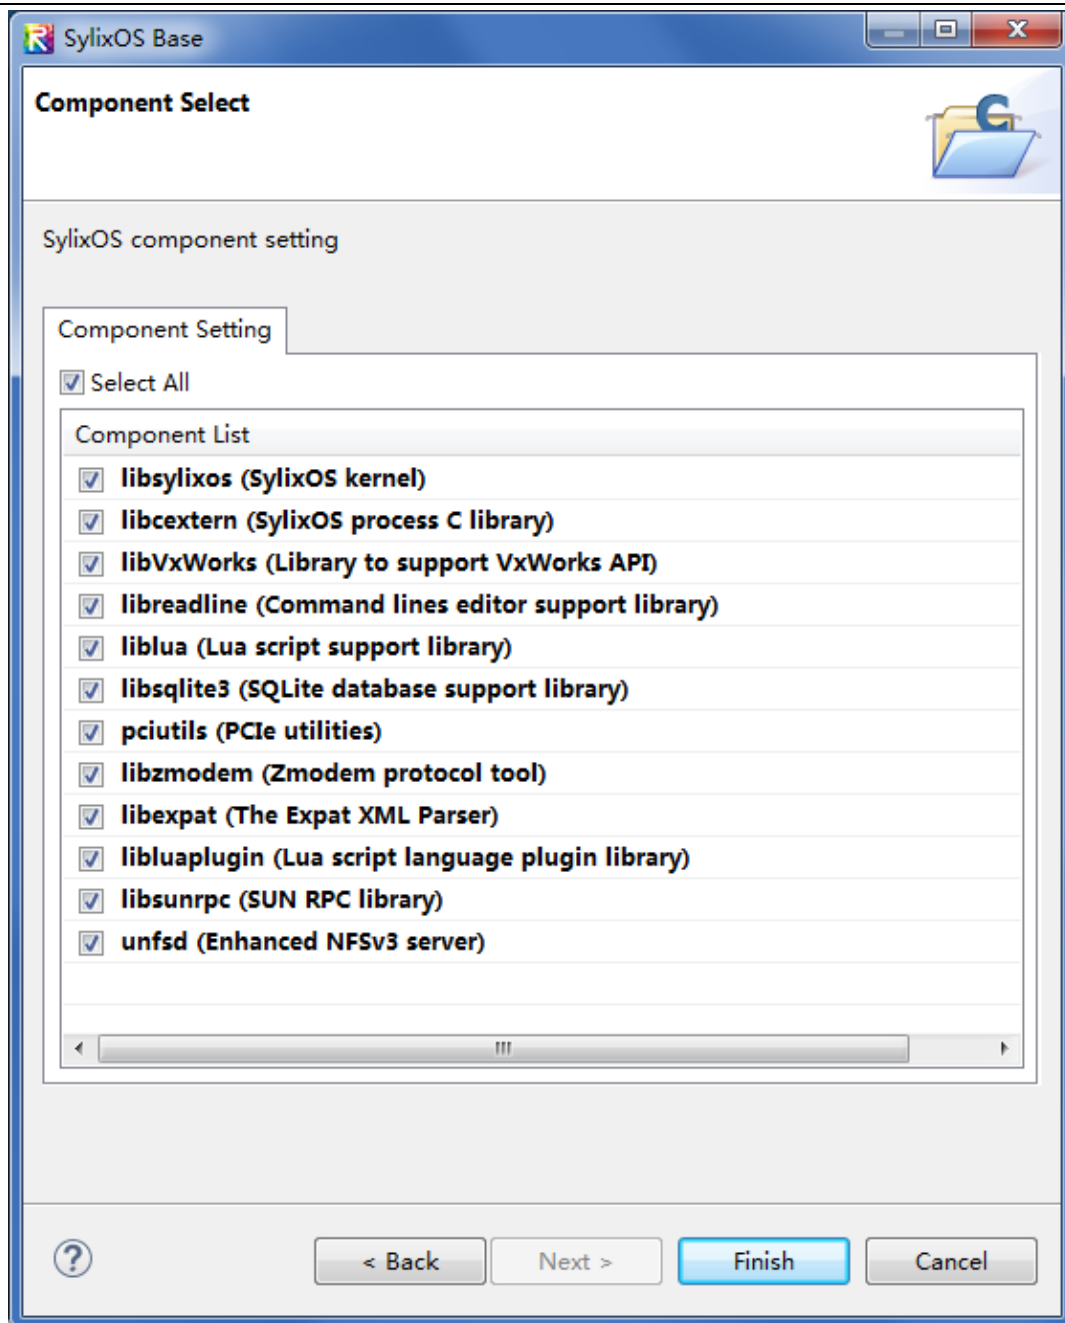 SylixOS Base
Component Select
SylixOS component setting
Component Setting
Select All
Component List
libsylixos (SylixOS kernel)
libcextern (SylixOS process C library)
libVxWorks (Library to support VxWorks API)
libreadline (Command lines editor support library)
liblua (Lua script support library)
libsqlite3 (SQLite database support library)
pciutils (PCIe utilities)
libzmodem (Zmodem protocol tool)
libexpat (The Expat XML Parser)
libluaplugin (Lua script language plugin library)
libsunrpc (SUN RPC library)
unfsd (Enhanced NFSv3 server)
< Back Next > Finish Cancel